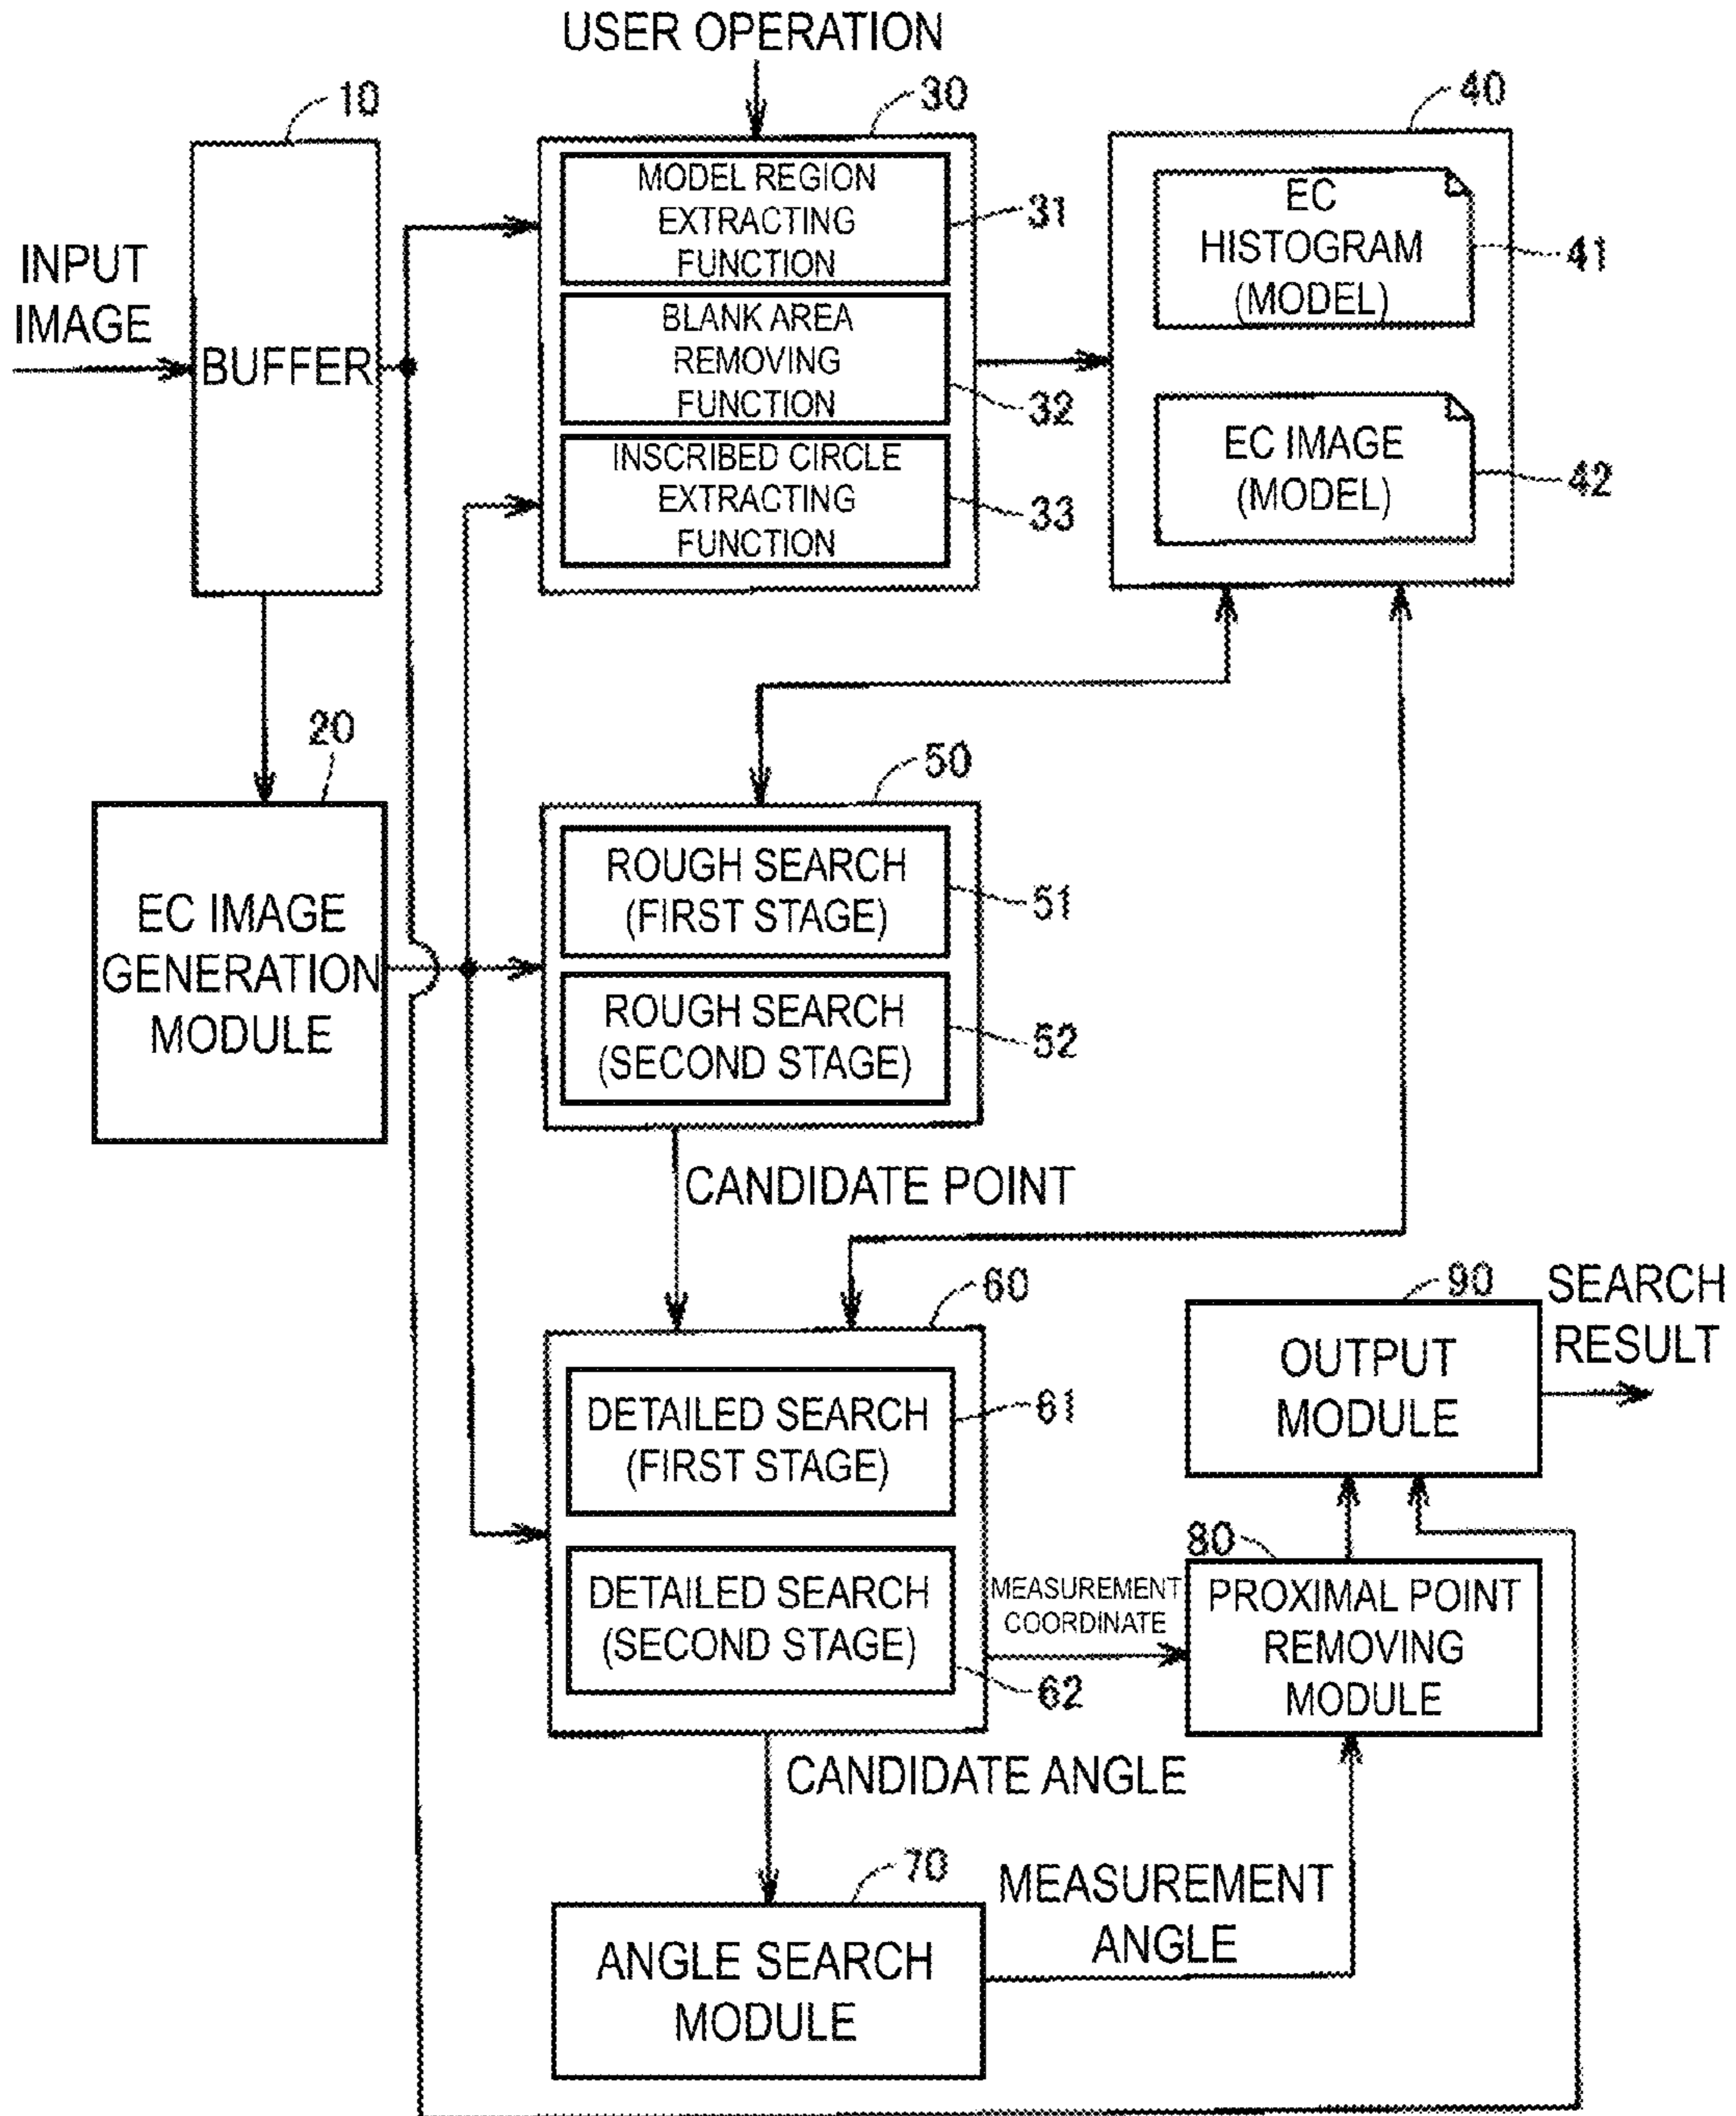 USER OPERATION
10
30
40
INPUT
IMAGE
BUFFER
MODEL REGION
EXTRACTING
FUNCTION
31
BLANK AREA
REMOVING
FUNCTION
32
INSCRIBED CIRCLE
EXTRACTING
FUNCTION
33
EC
HISTOGRAM
(MODEL)
41
EC IMAGE
(MODEL)
42
20
EC IMAGE
GENERATION
MODULE
50
ROUGH SEARCH
(FIRST STAGE)
51
ROUGH SEARCH
(SECOND STAGE)
52
CANDIDATE POINT
60
DETAILED SEARCH
(FIRST STAGE)
61
DETAILED SEARCH
(SECOND STAGE)
62
90
OUTPUT
MODULE
SEARCH
RESULT
MEASUREMENT
COORDINATE
80
PROXIMAL POINT
REMOVING
MODULE
CANDIDATE ANGLE
70
ANGLE SEARCH
MODULE
MEASUREMENT
ANGLE